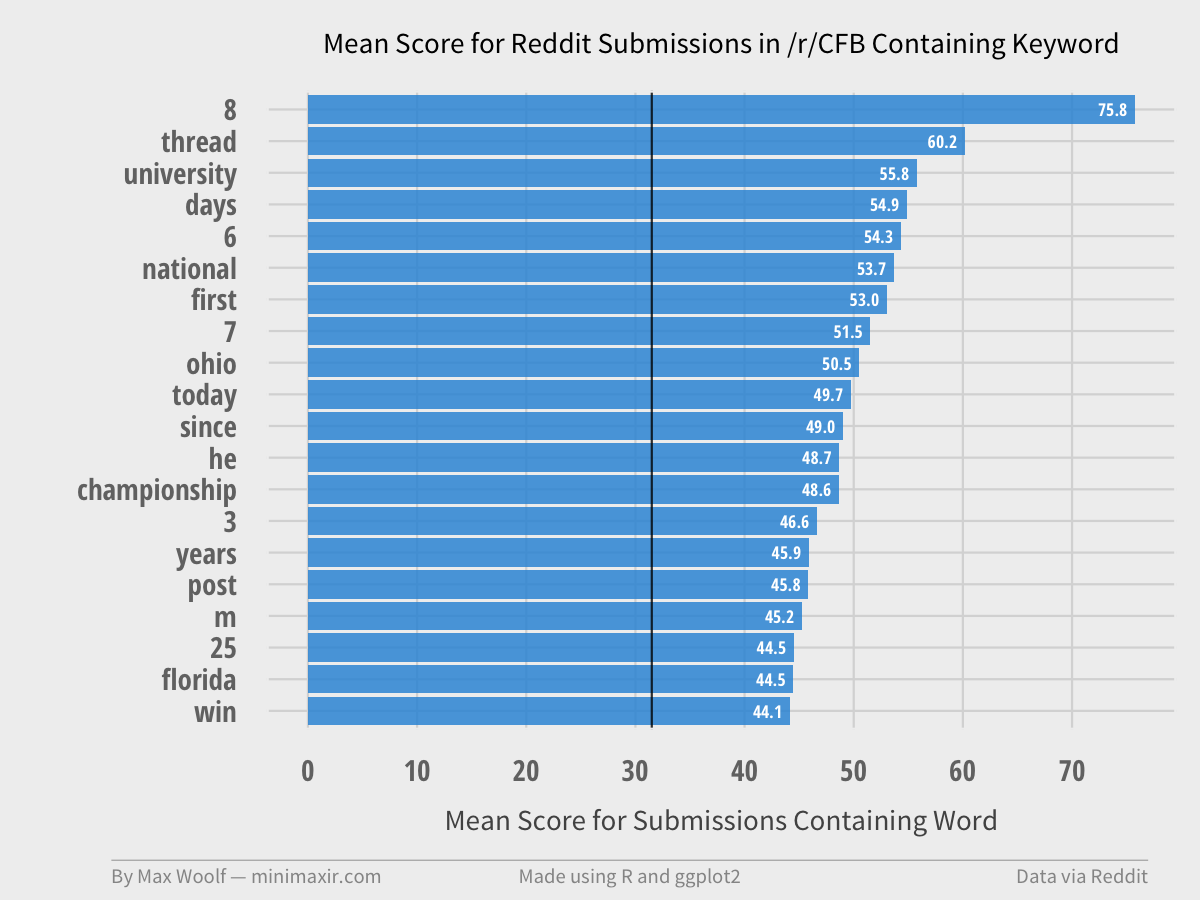 Mean Score for Reddit Submissions in /r/CFB Containing Keyword
8 75.8
thread 60.2
university 55.8
days 54.9
6 54.3
national 53.7
first 53.0
7 51.5
ohio 50.5
today 49.7
since 49.0
he 48.7
championship 48.6
3 46.6
years 45.9
post 45.8
m 45.2
25 44.5
florida 44.5
win 44.1
0 10 20 30 40 50 60 70
Mean Score for Submissions Containing Word
By Max Woolf — minimaxir.com Made using R and ggplot2 Data via Reddit